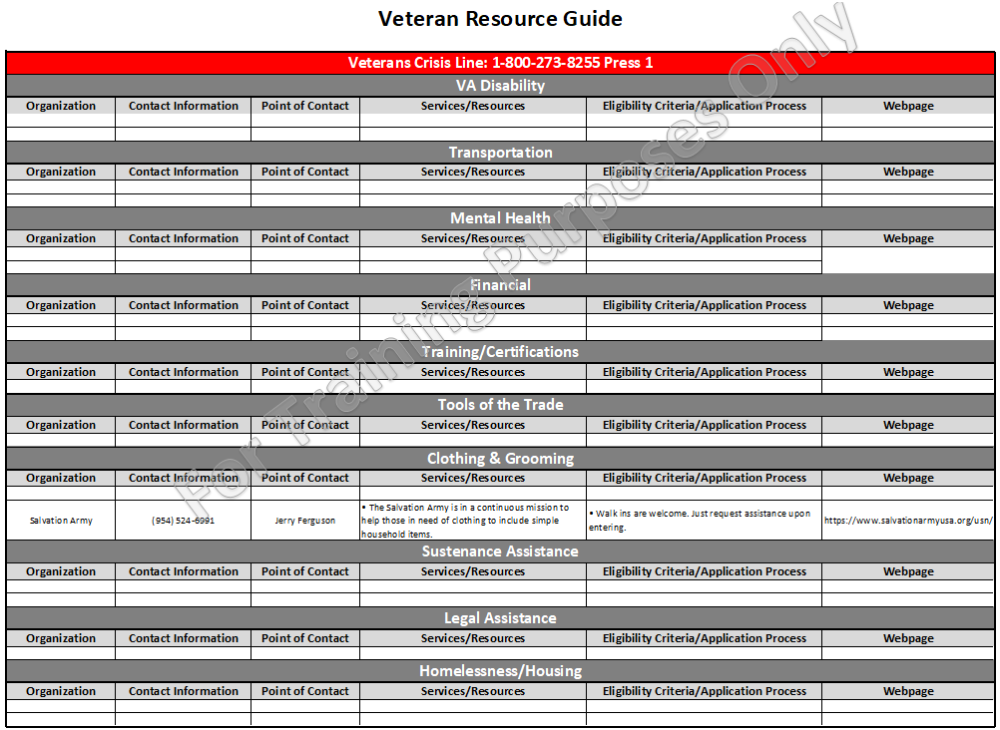 Veteran Resource Guide
Veterans Crisis Line: 1-800-273-8255 Press 1
VA Disability
Organization Contact Information Point of Contact Services/Resources Eligibility Criteria/Application Process Webpage
Transportation
Organization Contact Information Point of Contact Services/Resources Eligibility Criteria/Application Process Webpage
Mental Health
Organization Contact Information Point of Contact Services/Resources Eligibility Criteria/Application Process Webpage
Financial
Organization Contact Information Point of Contact Services/Resources Eligibility Criteria/Application Process Webpage
Training/Certifications
Organization Contact Information Point of Contact Services/Resources Eligibility Criteria/Application Process Webpage
Tools of the Trade
Organization Contact Information Point of Contact Services/Resources Eligibility Criteria/Application Process Webpage
Clothing & Grooming
Organization Contact Information Point of Contact Services/Resources Eligibility Criteria/Application Process Webpage
Salvation Army (954) 524-6991 Jerry Ferguson
• The Salvation Army is in a continuous mission to
help those in need of clothing to include simple
household items.
• Walk ins are welcome. Just request assistance upon
entering.
https://www.salvationarmyusa.org/usn/
Sustenance Assistance
Organization Contact Information Point of Contact Services/Resources Eligibility Criteria/Application Process Webpage
Legal Assistance
Organization Contact Information Point of Contact Services/Resources Eligibility Criteria/Application Process Webpage
Homelessness/Housing
Organization Contact Information Point of Contact Services/Resources Eligibility Criteria/Application Process Webpage
For Training Purposes Only